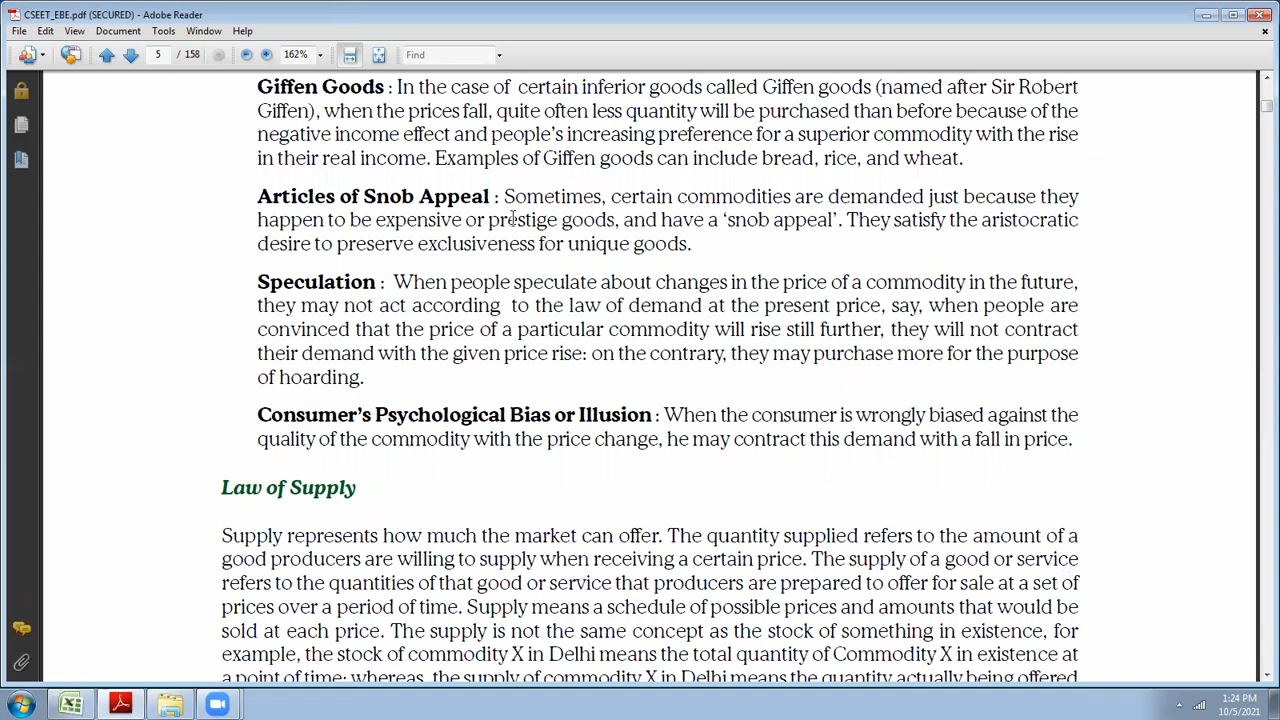 CSEET_EBE.pdf (SECURED) - Adobe Reader
File Edit View Document Tools Window Help
5 / 158 162% Find
Giffen Goods : In the case of certain inferior goods called Giffen goods (named after Sir Robert
Giffen), when the prices fall, quite often less quantity will be purchased than before because of the
negative income effect and people's increasing preference for a superior commodity with the rise
in their real income. Examples of Giffen goods can include bread, rice, and wheat.
Articles of Snob Appeal : Sometimes, certain commodities are demanded just because they
happen to be expensive or prestige goods, and have a ‘snob appeal’. They satisfy the aristocratic
desire to preserve exclusiveness for unique goods.
Speculation : When people speculate about changes in the price of a commodity in the future,
they may not act according to the law of demand at the present price, say, when people are
convinced that the price of a particular commodity will rise still further, they will not contract
their demand with the given price rise: on the contrary, they may purchase more for the purpose
of hoarding.
Consumer’s Psychological Bias or Illusion : When the consumer is wrongly biased against the
quality of the commodity with the price change, he may contract this demand with a fall in price.
Law of Supply
Supply represents how much the market can offer. The quantity supplied refers to the amount of a
good producers are willing to supply when receiving a certain price. The supply of a good or service
refers to the quantities of that good or service that producers are prepared to offer for sale at a set of
prices over a period of time. Supply means a schedule of possible prices and amounts that would be
sold at each price. The supply is not the same concept as the stock of something in existence, for
example, the stock of commodity X in Delhi means the total quantity of Commodity X in existence at
a point of time; whereas, the supply of commodity X in Delhi means the quantity actually being offered
1:24 PM
10/5/2021